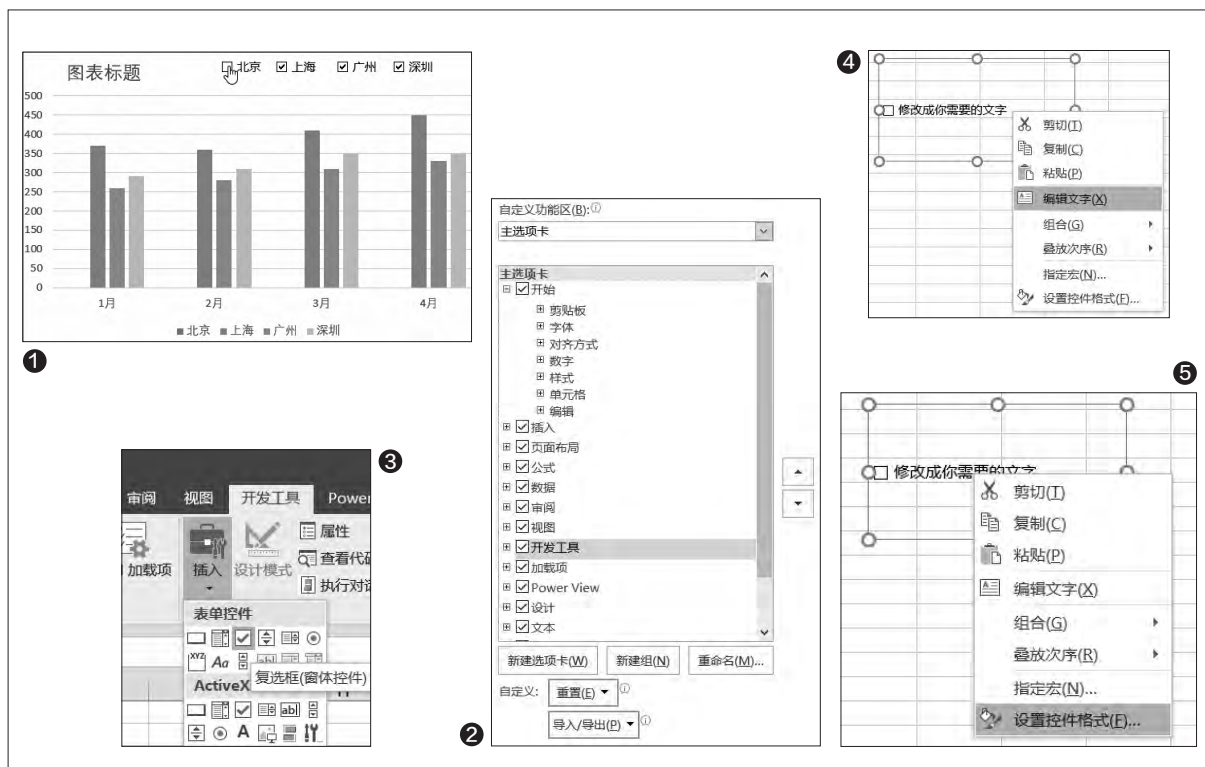 图表标题
北京 上海 广州 深圳
500
450
400
350
300
250
200
150
100
50
0
1月 2月 3月 4月
北京 上海 广州 深圳
❶
自定义功能区(B):
主选项卡
主选项卡
开始
剪贴板
字体
对齐方式
数字
样式
单元格
编辑
插入
页面布局
公式
数据
审阅
视图
开发工具
加载项
Power View
设计
文本
新建选项卡(W) 新建组(N) 重命名(M)...
自定义: 重置(E)
导入/导出(P)
❷
❸
审阅 视图 开发工具 Power
加载项 插入 设计模式
属性
查看代码
执行对话
表单控件
XYZ Aa ab|
复选框(窗体控件)
ActiveX
ab|
A
❹
修改成你需要的文字
剪切(T)
复制(C)
粘贴(P)
编辑文字(X)
组合(G)
叠放次序(R)
指定宏(N)...
设置控件格式(F)...
❺
修改成你需要的文字
剪切(T)
复制(C)
粘贴(P)
编辑文字(X)
组合(G)
叠放次序(R)
指定宏(N)...
设置控件格式(F)...